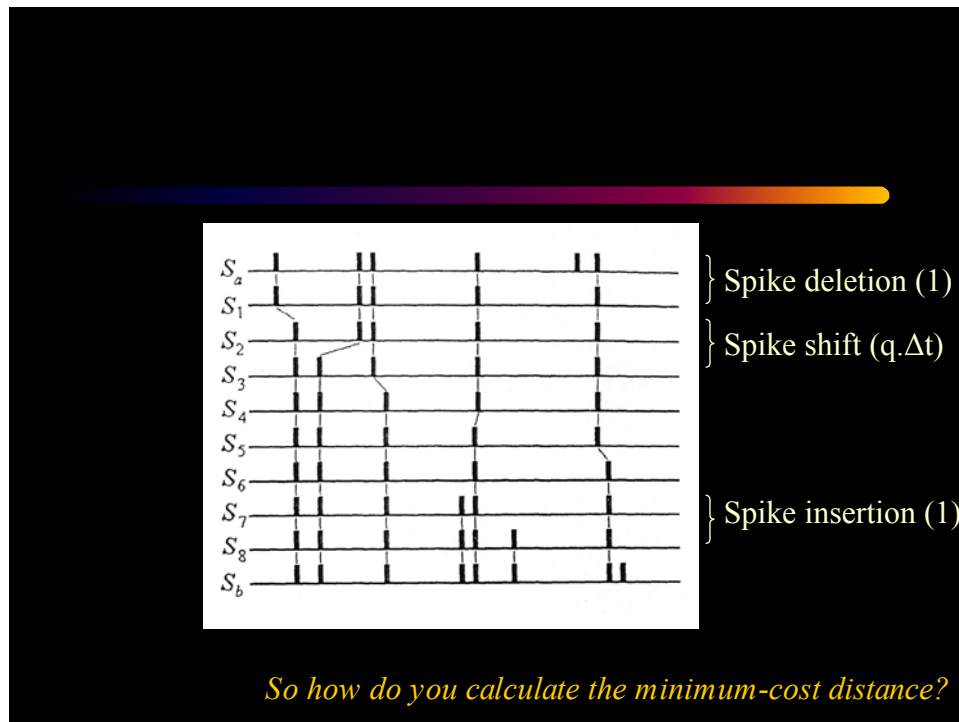 Sa
S1
S2
S3
S4
S5
S6
S7
S8
Sb
Spike deletion (1)
Spike shift (q.Δt)
Spike insertion (1)
So how do you calculate the minimum-cost distance?